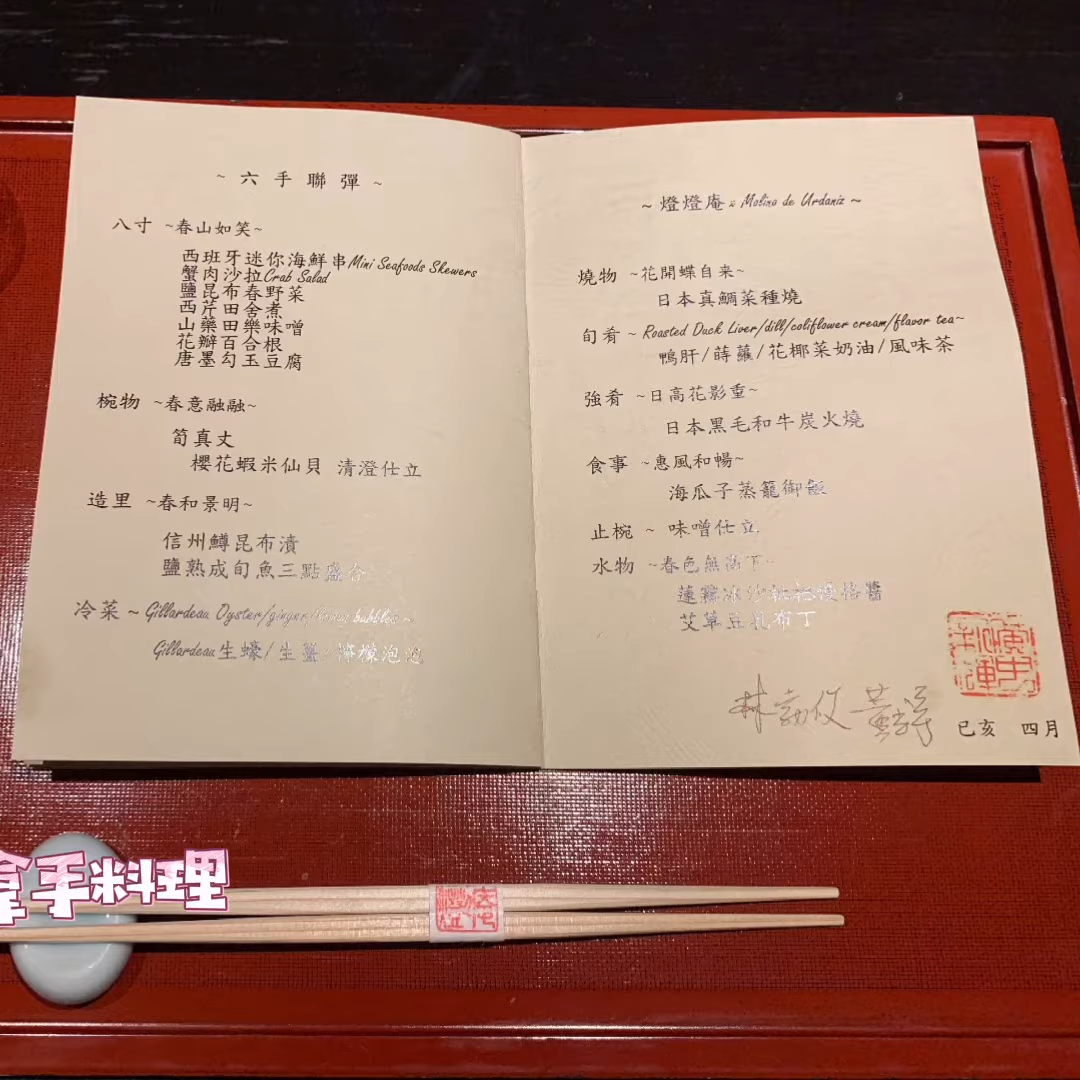 ~ 六手聯彈 ~
八寸 ~春山如笑~
西班牙迷你海鮮串Mini Seafoods Skewers
蟹肉沙拉Crab Salad
鹽昆布春野菜
西芹田舍煮
山藥田樂味噌
花瓣百合根
唐墨勾玉豆腐
椀物 ~春意融融~
筍真丈
櫻花蝦米仙貝 清澄仕立
造里 ~春和景明~
信州鱒昆布漬
鹽熟成旬魚三點盛合
冷菜 ~ Gillardeau Oyster/ginger/ bubbles ~
Gillardeau生蠔/生薑/檸檬泡泡
~ 燈燈庵 x Molino de Urdaniz ~
燒物 ~花開蝶自来~
日本真鯛菜種燒
旬肴 ~ Roasted Duck Liver/dill/coliflower cream/flavor tea~
鴨肝/蒔蘿/花椰菜奶油/風味茶
強肴 ~日高花影重~
日本黑毛和牛炭火燒
食事 ~惠風和暢~
海瓜子蒸籠御飯
止椀 ~ 味噌仕立
水物 ~春色無高下~
蓮霧冰沙 醬
艾草豆乳布丁
己亥 四月
拿手料理